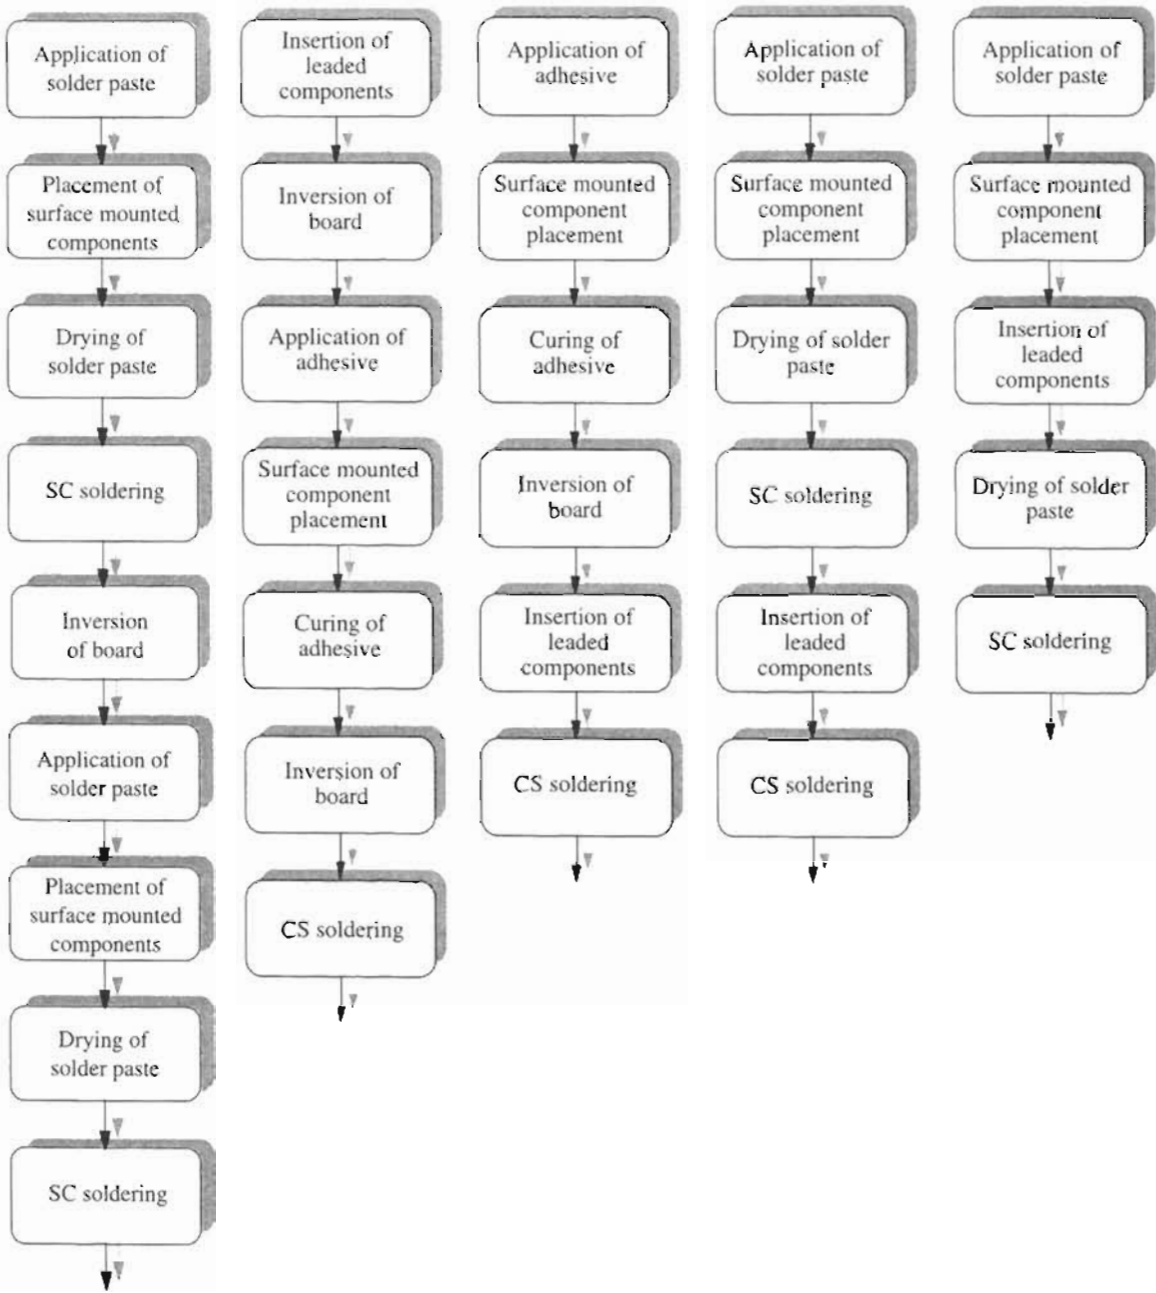 Application of
solder paste
Placement of
surface mounted
components
Drying of
solder paste
SC soldering
Inversion
of board
Application of
solder paste
Placement of
surface mounted
components
Drying of
solder paste
SC soldering
Insertion of
leaded
components
Inversion of
board
Application of
adhesive
Surface mounted
component
placement
Curing of
adhesive
Inversion of
board
CS soldering
Application of
adhesive
Surface mounted
component
placement
Curing of
adhesive
Inversion of
board
Insertion of
leaded
components
CS soldering
Application of
solder paste
Surface mounted
component
placement
Drying of solder
paste
SC soldering
Insertion of
leaded
components
CS soldering
Application of
solder paste
Surface mounted
component
placement
Insertion of
leaded
components
Drying of solder
paste
SC soldering